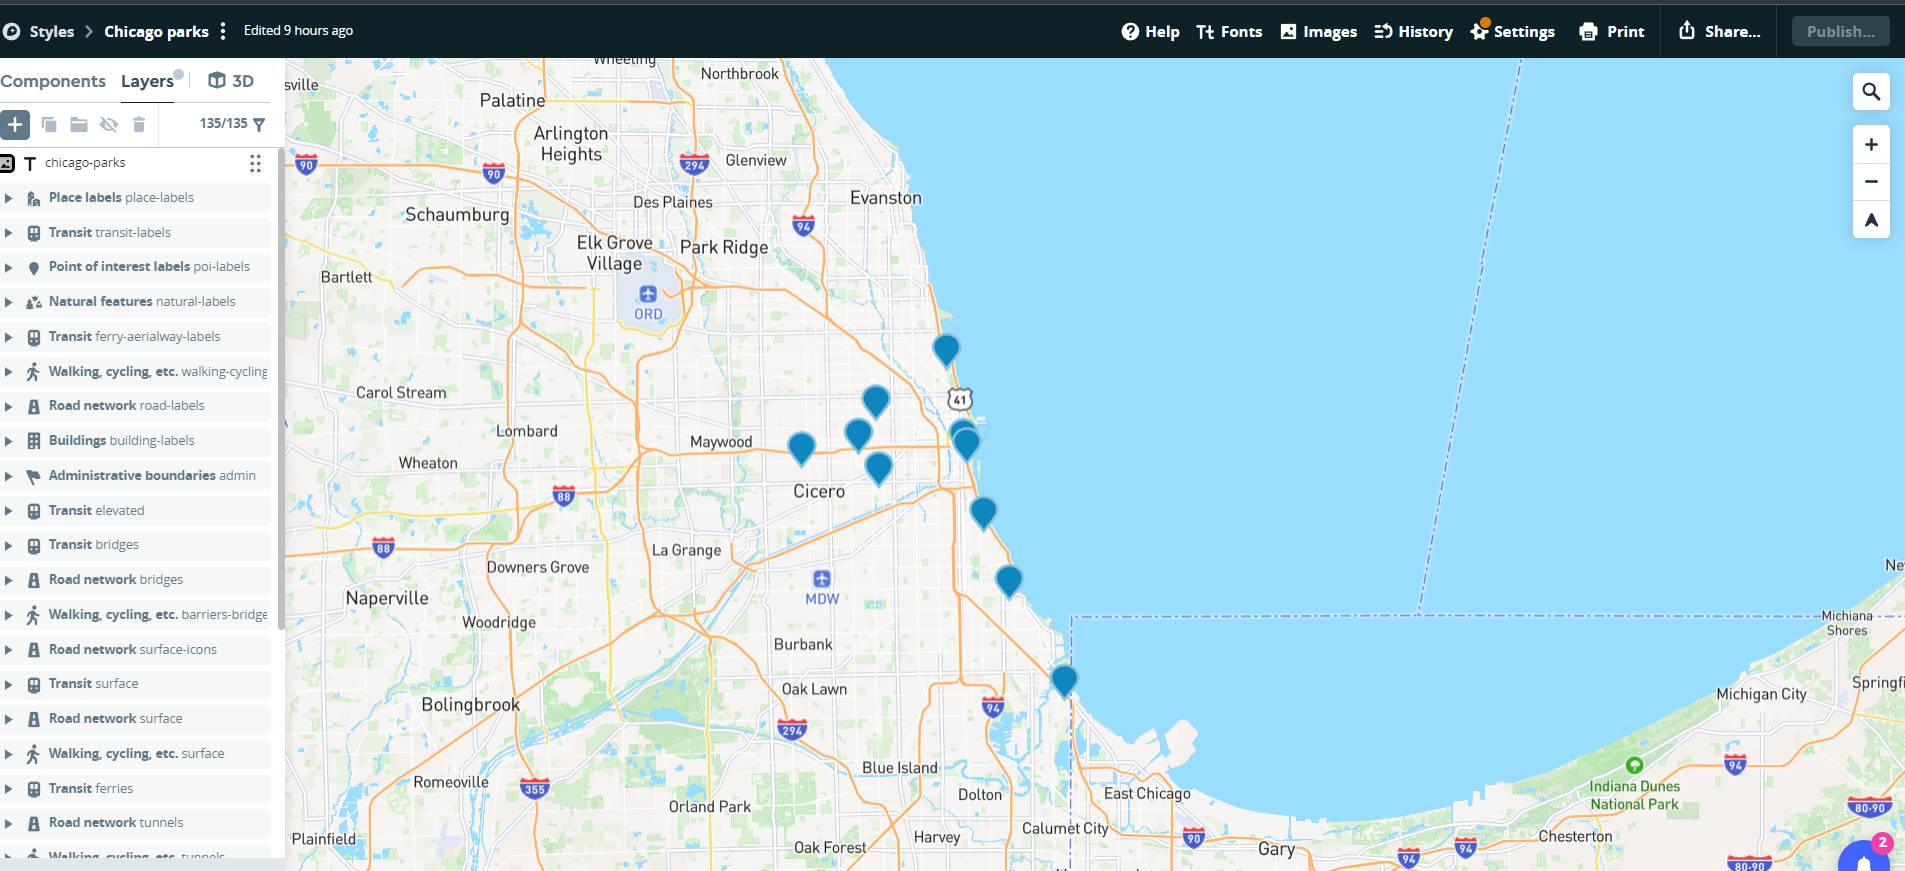 Styles
Chicago parks
Edited 9 hours ago
Help
Fonts
Images
History
Settings
Print
Share...
Publish...
Components
Layers
3D
135/135
chicago-parks
Place labels place-labels
Transit transit-labels
Point of interest labels poi-labels
Natural features natural-labels
Transit ferry-aerialway-labels
Walking, cycling, etc. walking-cycling
Road network road-labels
Buildings building-labels
Administrative boundaries admin
Transit elevated
Transit bridges
Road network bridges
Walking, cycling, etc. barriers-bridge
Road network surface-icons
Transit surface
Road network surface
Walking, cycling, etc. surface
Transit ferries
Road network tunnels
Walking, cycling, etc. tunnels
Wheeling
Northbrook
sville
Palatine
Arlington
Heights
Glenview
90
90
294
Des Plaines
Evanston
Schaumburg
94
Elk Grove
Village
Park Ridge
Bartlett
ORD
Carol Stream
41
Lombard
Maywood
Wheaton
Cicero
88
88
La Grange
Downers Grove
MDW
Naperville
Woodridge
Burbank
Oak Lawn
Bolingbrook
94
294
Blue Island
Romeoville
355
Dolton
East Chicago
Orland Park
Calumet City
Plainfield
Harvey
Oak Forest
90
Gary
94
94
Chesterton
80-90
80-90
Indiana Dunes
National Park
94
Michigan City
Springf
Michiana
Shores
Ne
2